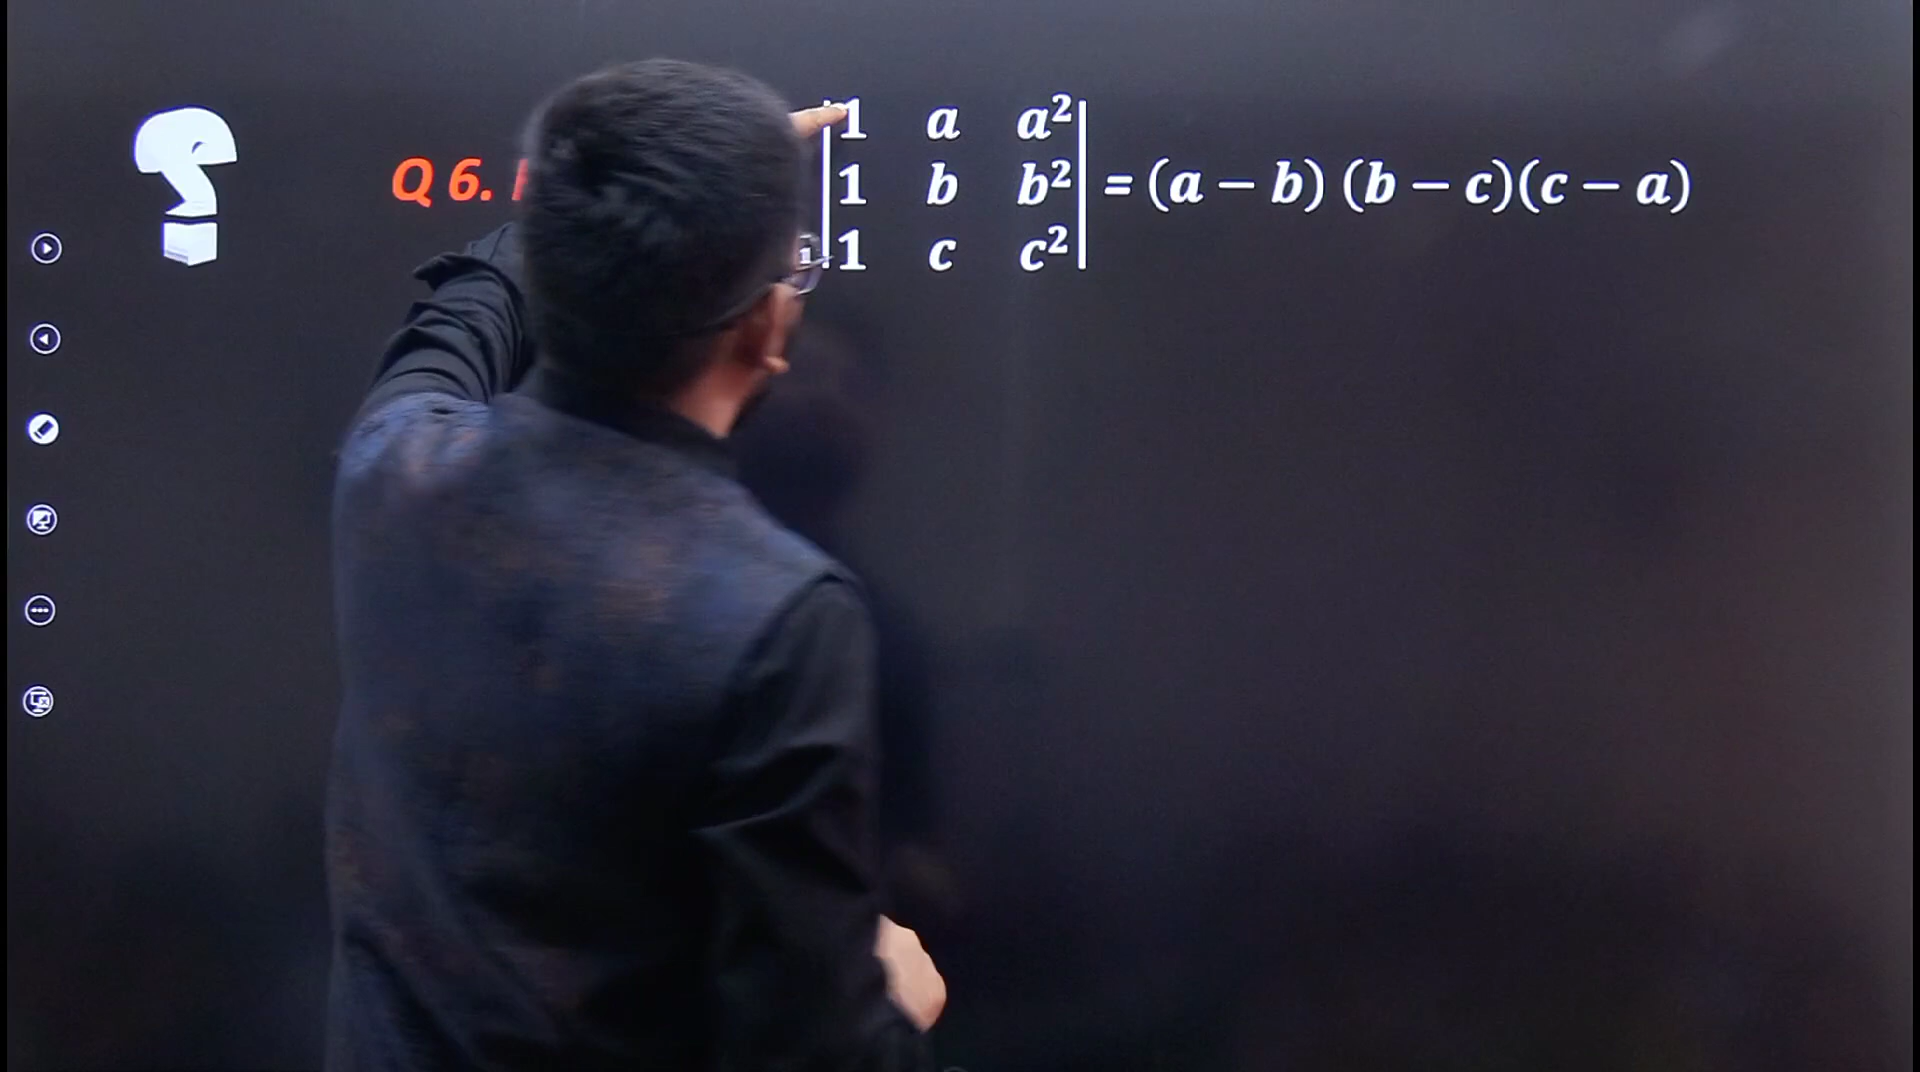 Q 6.
1 a a²
1 b b² = (a − b) (b − c)(c − a)
1 c c²